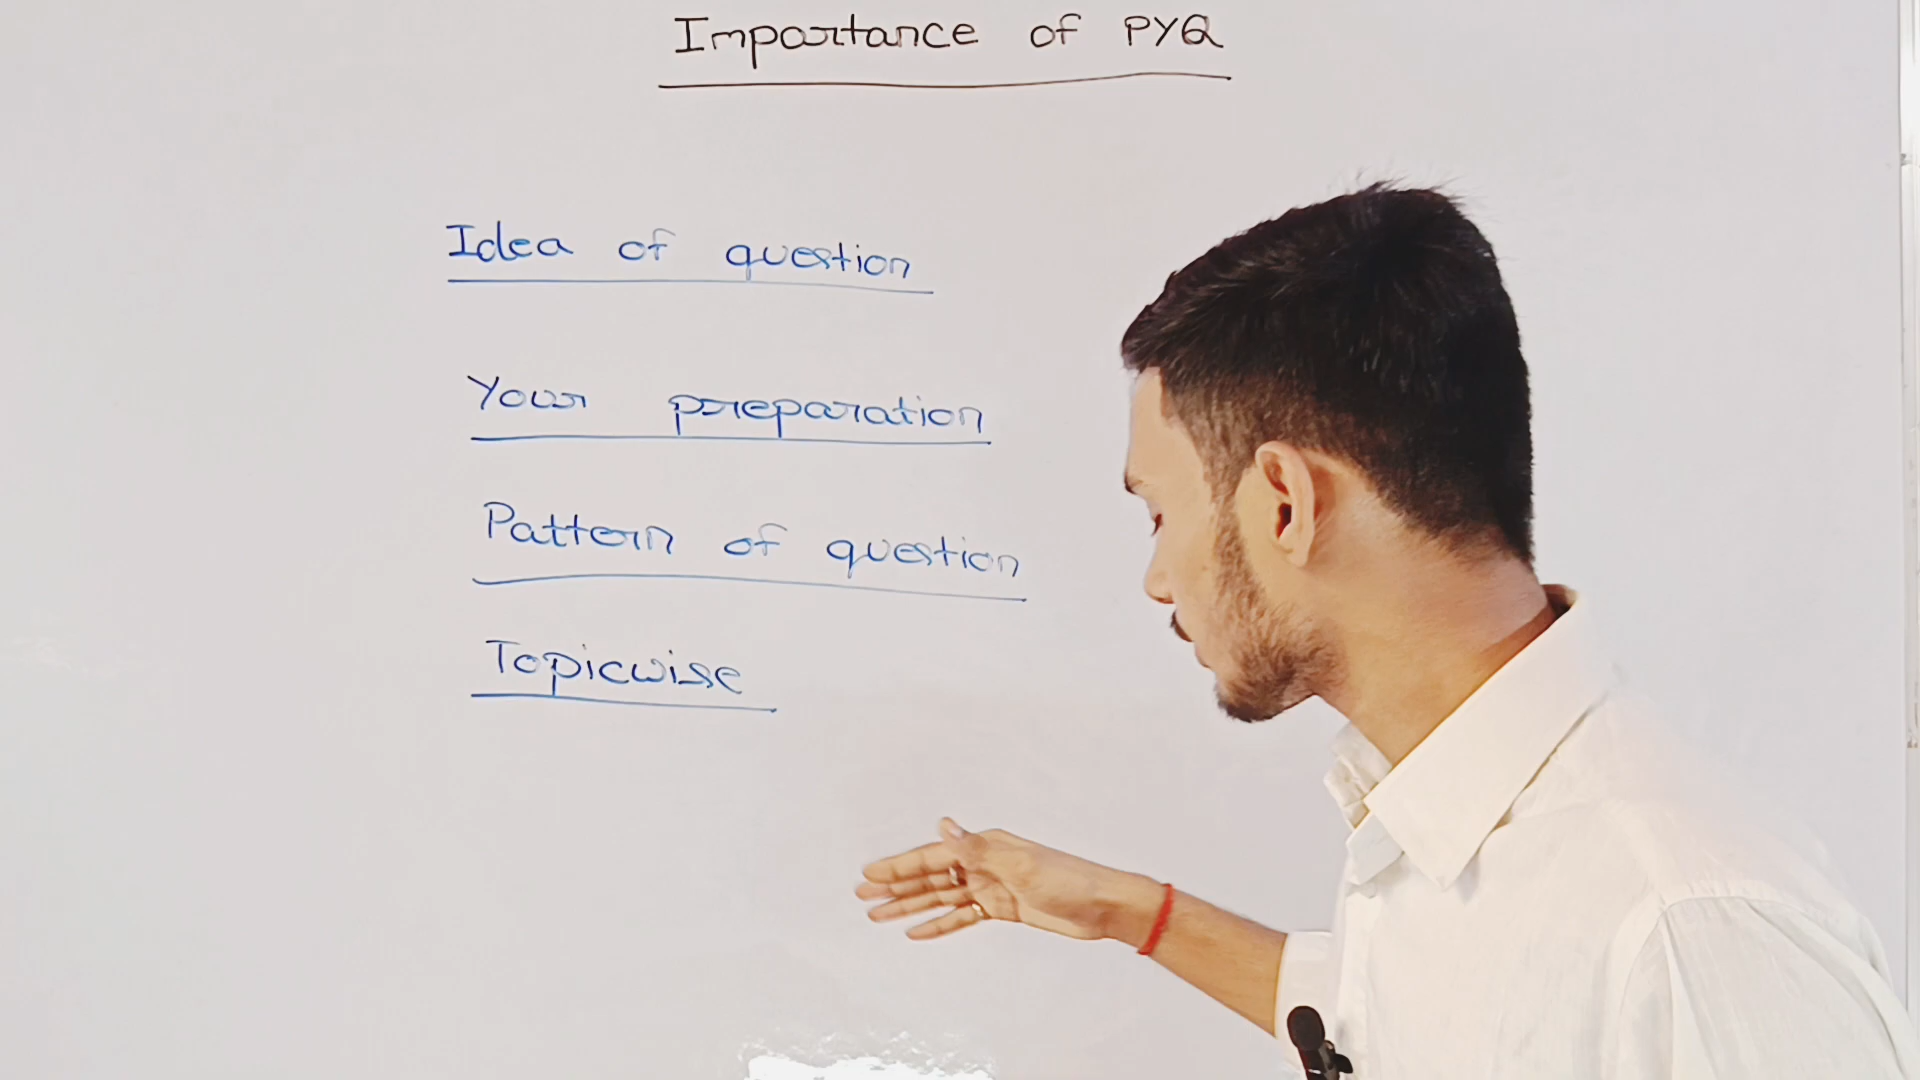 Importance of PYQ
Idea of question
Your preparation
Pattern of question
Topicwise